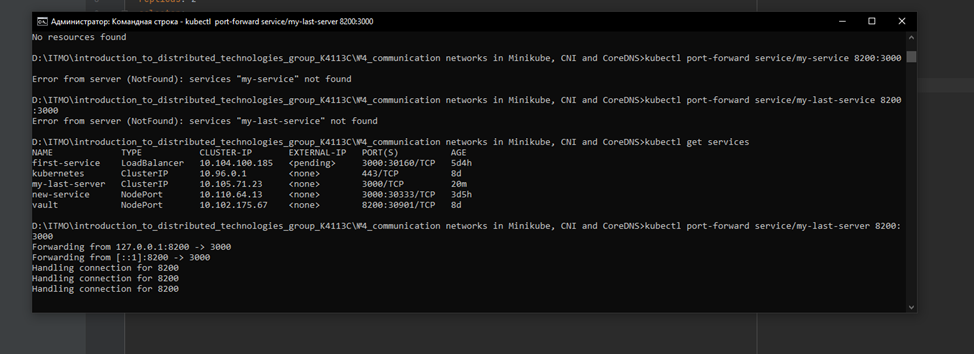 Администратор: Командная строка - kubectl port-forward service/my-last-server 8200:3000
No resources found
D:\ITMO\introduction_to_distributed_technologies_group_K4113C\№4_communication networks in Minikube, CNI and CoreDNS>kubectl port-forward service/my-service 8200:3000
Error from server (NotFound): services "my-service" not found
D:\ITMO\introduction_to_distributed_technologies_group_K4113C\№4_communication networks in Minikube, CNI and CoreDNS>kubectl port-forward service/my-last-service 8200
:3000
Error from server (NotFound): services "my-last-service" not found
D:\ITMO\introduction_to_distributed_technologies_group_K4113C\№4_communication networks in Minikube, CNI and CoreDNS>kubectl get services
NAME TYPE CLUSTER-IP EXTERNAL-IP PORT(S) AGE
first-service LoadBalancer 10.104.100.185 <pending> 3000:30160/TCP 5d4h
kubernetes ClusterIP 10.96.0.1 <none> 443/TCP 8d
my-last-server ClusterIP 10.105.71.23 <none> 3000/TCP 20m
new-service NodePort 10.110.64.13 <none> 3000:30333/TCP 3d5h
vault NodePort 10.102.175.67 <none> 8200:30901/TCP 8d
D:\ITMO\introduction_to_distributed_technologies_group_K4113C\№4_communication networks in Minikube, CNI and CoreDNS>kubectl port-forward service/my-last-server 8200:
3000
Forwarding from 127.0.0.1:8200 -> 3000
Forwarding from [::1]:8200 -> 3000
Handling connection for 8200
Handling connection for 8200
Handling connection for 8200